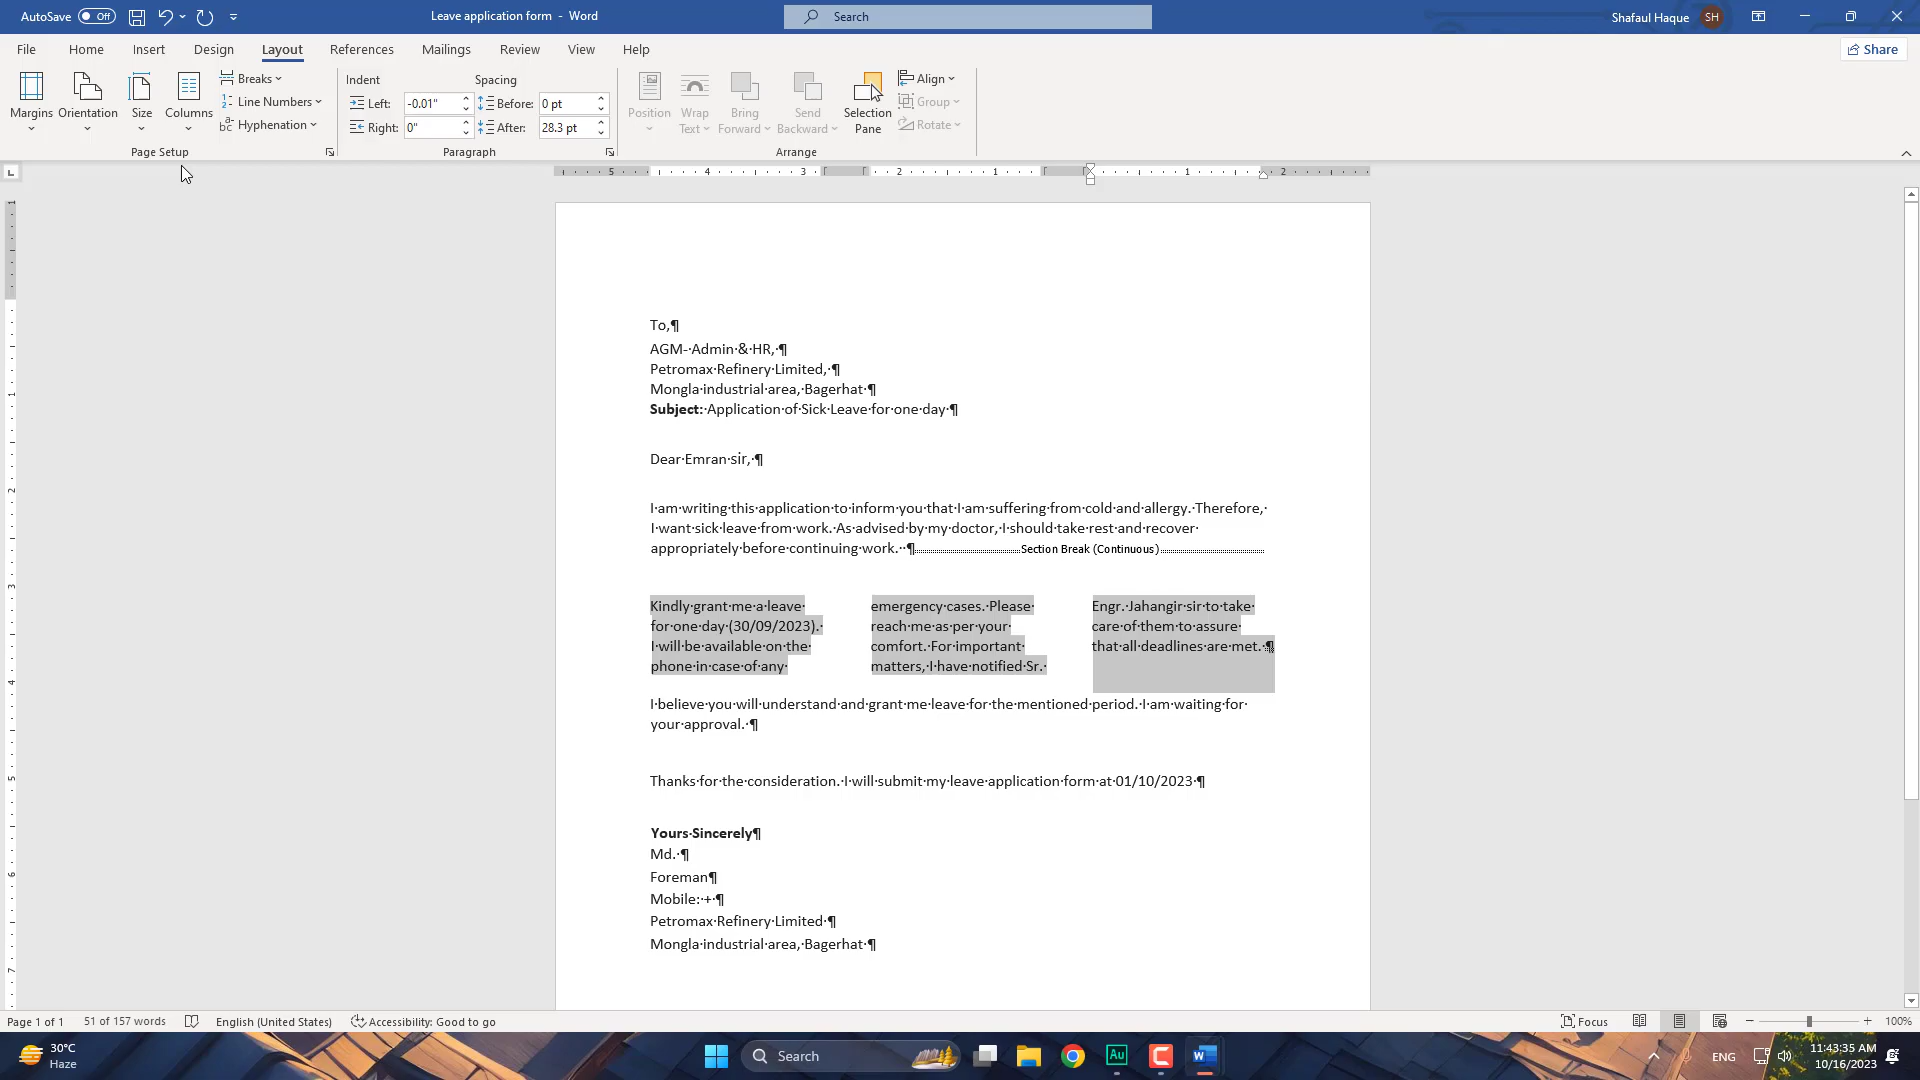 AutoSave Off
Leave application form - Word
Search
Shafaul Haque SH
File Home Insert Design Layout References Mailings Review View Help
Share
Margins Orientation Size Columns
Breaks
Line Numbers
Hyphenation
Page Setup
Indent Spacing
Left: -0.01" Before: 0 pt
Right: 0" After: 28.3 pt
Paragraph
Position
Wrap Text
Bring Forward
Send Backward
Selection Pane
Align
Group
Rotate
Arrange
To,¶
AGM-·Admin·&·HR,·¶
Petromax·Refinery·Limited,·¶
Mongla·industrial·area,·Bagerhat·¶
Subject:·Application·of·Sick·Leave·for·one·day·¶
Dear·Emran·sir,·¶
I·am·writing·this·application·to·inform·you·that·I·am·suffering·from·cold·and·allergy.·Therefore,·
I·want·sick·leave·from·work.·As·advised·by·my·doctor,·I·should·take·rest·and·recover·
appropriately·before·continuing·work.··¶ Section Break (Continuous)
Kindly·grant·me·a·leave·
for·one·day·(30/09/2023).·
I·will·be·available·on·the·
phone·in·case·of·any·
emergency·cases.·Please·
reach·me·as·per·your·
comfort.·For·important·
matters,·I·have·notified·Sr.·
Engr.·Jahangir·sir·to·take·
care·of·them·to·assure·
that·all·deadlines·are·met.·¶
I·believe·you·will·understand·and·grant·me·leave·for·the·mentioned·period.·I·am·waiting·for·
your·approval.·¶
Thanks·for·the·consideration.·I·will·submit·my·leave·application·form·at·01/10/2023·¶
Yours·Sincerely¶
Md.·¶
Foreman¶
Mobile:·+·¶
Petromax·Refinery·Limited·¶
Mongla·industrial·area,·Bagerhat·¶
Page 1 of 1 51 of 157 words English (United States) Accessibility: Good to go Focus 100%
30°C
Haze
Search
Au
W
ENG
11:43:35 AM
10/16/2023